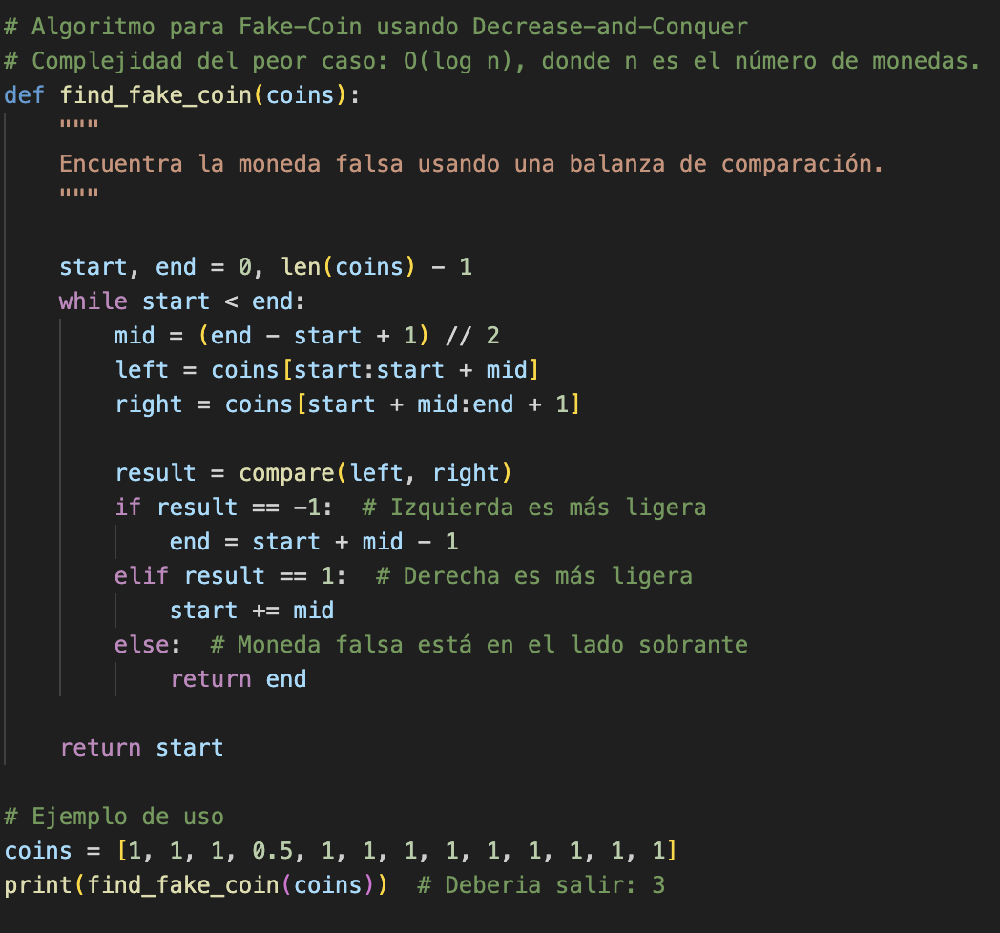 # Algoritmo para Fake-Coin usando Decrease-and-Conquer
# Complejidad del peor caso: O(log n), donde n es el número de monedas.
def find_fake_coin(coins):
    """
    Encuentra la moneda falsa usando una balanza de comparación.
    """

    start, end = 0, len(coins) - 1
    while start < end:
        mid = (end - start + 1) // 2
        left = coins[start:start + mid]
        right = coins[start + mid:end + 1]

        result = compare(left, right)
        if result == -1:  # Izquierda es más ligera
            end = start + mid - 1
        elif result == 1:  # Derecha es más ligera
            start += mid
        else:  # Moneda falsa está en el lado sobrante
            return end

    return start

# Ejemplo de uso
coins = [1, 1, 1, 0.5, 1, 1, 1, 1, 1, 1, 1, 1, 1]
print(find_fake_coin(coins))  # Deberia salir: 3